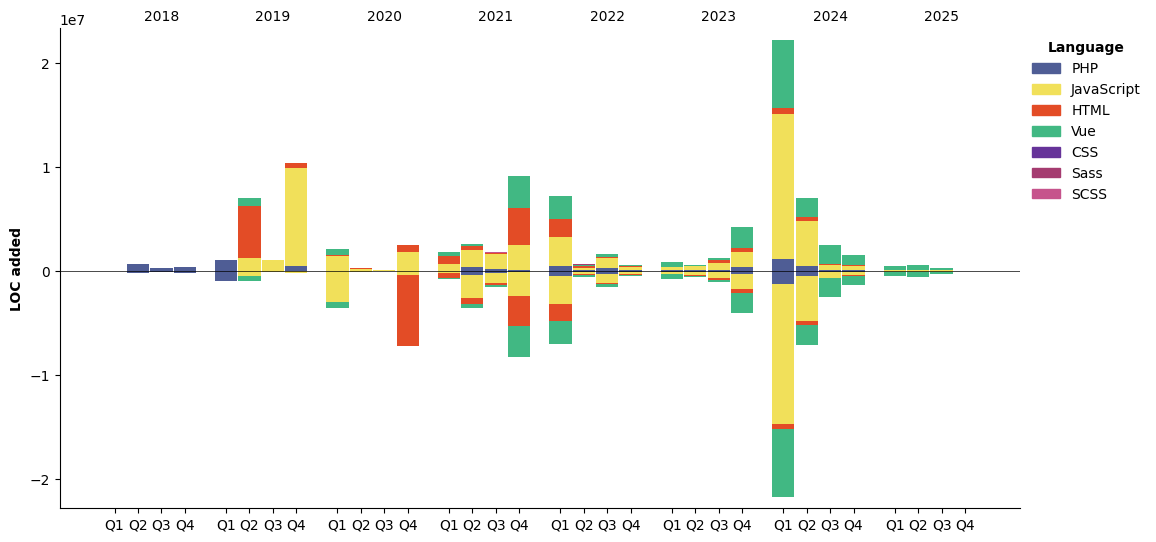 2018 2019 2020 2021 2022 2023 2024 2025
1e7
Language
PHP
JavaScript
HTML
Vue
CSS
Sass
SCSS
2
1
0
−1
−2
LOC added
Q1 Q2 Q3 Q4 Q1 Q2 Q3 Q4 Q1 Q2 Q3 Q4 Q1 Q2 Q3 Q4 Q1 Q2 Q3 Q4 Q1 Q2 Q3 Q4 Q1 Q2 Q3 Q4 Q1 Q2 Q3 Q4